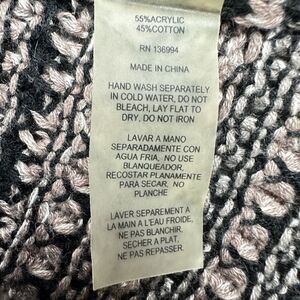 55%ACRYLIC
45%COTTON
RN 136994
MADE IN CHINA
HAND WASH SEPARATELY
IN COLD WATER, DO NOT
BLEACH, LAY FLAT TO
DRY, DO NOT IRON
LAVAR A MANO
SEPARADAMENTE CON
AGUA FRIA, NO USE
BLANQUEADOR,
RECOSTAR PLANAMENTE
PARA SECAR, NO
PLANCHE
LAVER SEPAREMENT A
LA MAIN A L'EAU FROIDE,
NE PAS BLANCHIR,
SECHER A PLAT,
NE PAS REPASSER.